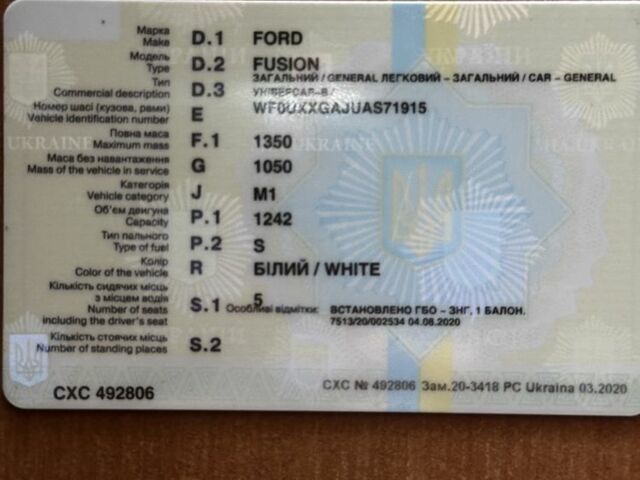 Марка
Make D.1 FORD
Модель
Type D.2 FUSION
Тип
Commercial description D.3 ЗАГАЛЬНИЙ / GENERAL ЛЕГКОВИЙ – ЗАГАЛЬНИЙ / CAR – GENERAL
УНІВЕРСАЛ-В
Номер шасі (кузова, рами)
Vehicle identification number E WF0UXXGAJUAS71915
Повна маса
Maximum mass F.1 1350
Маса без навантаження
Mass of the vehicle in service G 1050
Категорія
Vehicle category J M1
Об'єм двигуна
Capacity P.1 1242
Тип пального
Type of fuel P.2 S
Колір
Color of the vehicle R БІЛИЙ / WHITE
Кількість сидячих місць
з місцем водія
Number of seats
including the driver's seat S.1 5 Особливі відмітки: ВСТАНОВЛЕНО ГБО – ЗНГ, 1 БАЛОН.
7513/20/002534 04.08.2020
Кількість стоячих місць
Number of standing places S.2
СХС 492806
СХС № 492806 Зам.20-3418 PC Ukraina 03.2020